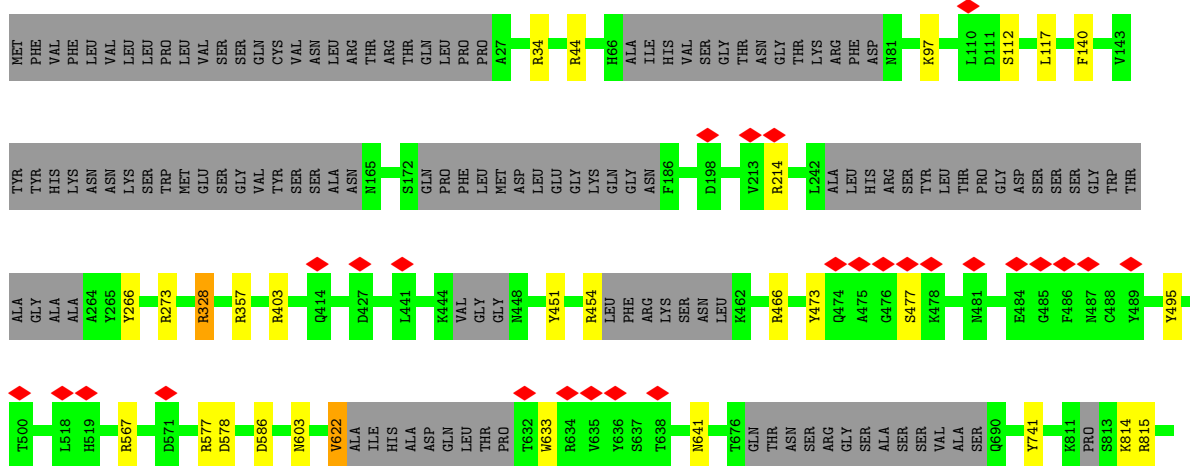 MET PHE VAL PHE LEU VAL LEU LEU PRO LEU VAL SER SER GLN CYS VAL ASN LEU ARG THR ARG THR GLN LEU PRO PRO A27 R34 R44 H66 ALA ILE HIS VAL SER GLY THR ASN GLY THR LYS ARG PHE ASP N81 K97 L110 D111 S112 L117 F140 V143
TYR TYR HIS LYS ASN ASN LYS SER TRP MET GLU SER GLY VAL TYR SER SER ALA ASN N165 S172 GLN PRO PHE LEU MET ASP LEU GLU GLY LYS GLN GLY ASN F186 D198 V213 R214 L242 ALA LEU HIS ARG SER TYR LEU THR PRO GLY ASP SER SER SER GLY TRP THR
ALA GLY ALA ALA A264 Y265 Y266 R273 R328 R357 R403 Q414 D427 L441 K444 VAL GLY GLY N448 Y451 R454 LEU PHE ARG LYS SER ASN LEU K462 R466 Y473 Q474 A475 G476 S477 K478 N481 E484 G485 F486 N487 C488 Y489 Y495
T500 L518 H519 R567 D571 R577 D578 D586 N603 V622 ALA ILE HIS ALA ASP GLN LEU THR PRO T632 W633 R634 V635 Y636 S637 T638 N641 T676 GLN THR ASN SER ARG GLY SER ALA SER SER VAL ALA SER Q690 Y741 K811 PRO S813 K814 R815